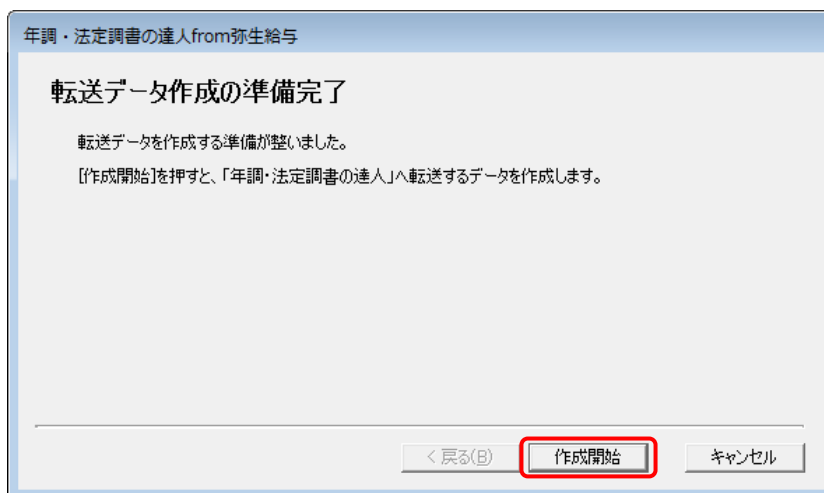 年調・法定調書の達人from弥生給与
転送データ作成の準備完了
転送データを作成する準備が整いました。
[作成開始]を押すと、「年調・法定調書の達人」へ転送するデータを作成します。
< 戻る(B) 作成開始 キャンセル